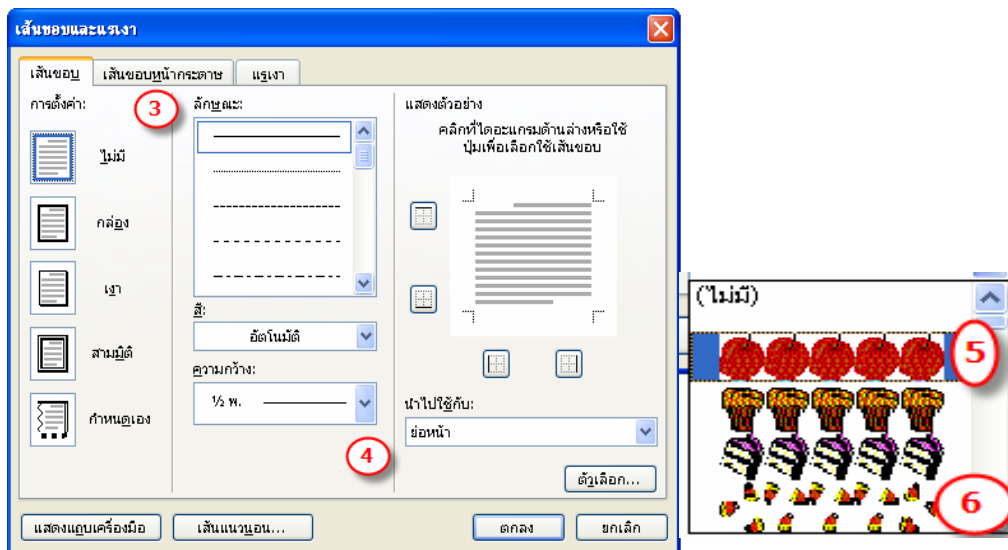 เส้นขอบและแรเงา
เส้นขอบ เส้นขอบหน้ากระดาษ แรเงา
การตั้งค่า:
3
ไม่มี
กล่อง
เงา
สามมิติ
กำหนดเอง
ลักษณะ:
สี:
อัตโนมัติ
ความกว้าง:
½ พ.
4
แสดงตัวอย่าง
คลิกที่ไดอะแกรมด้านล่างหรือใช้
ปุ่มเพื่อเลือกใช้เส้นขอบ
นำไปใช้กับ:
ย่อหน้า
ตัวเลือก...
แสดงแถบเครื่องมือ เส้นแนวนอน... ตกลง ยกเลิก
(ไม่มี)
5
6